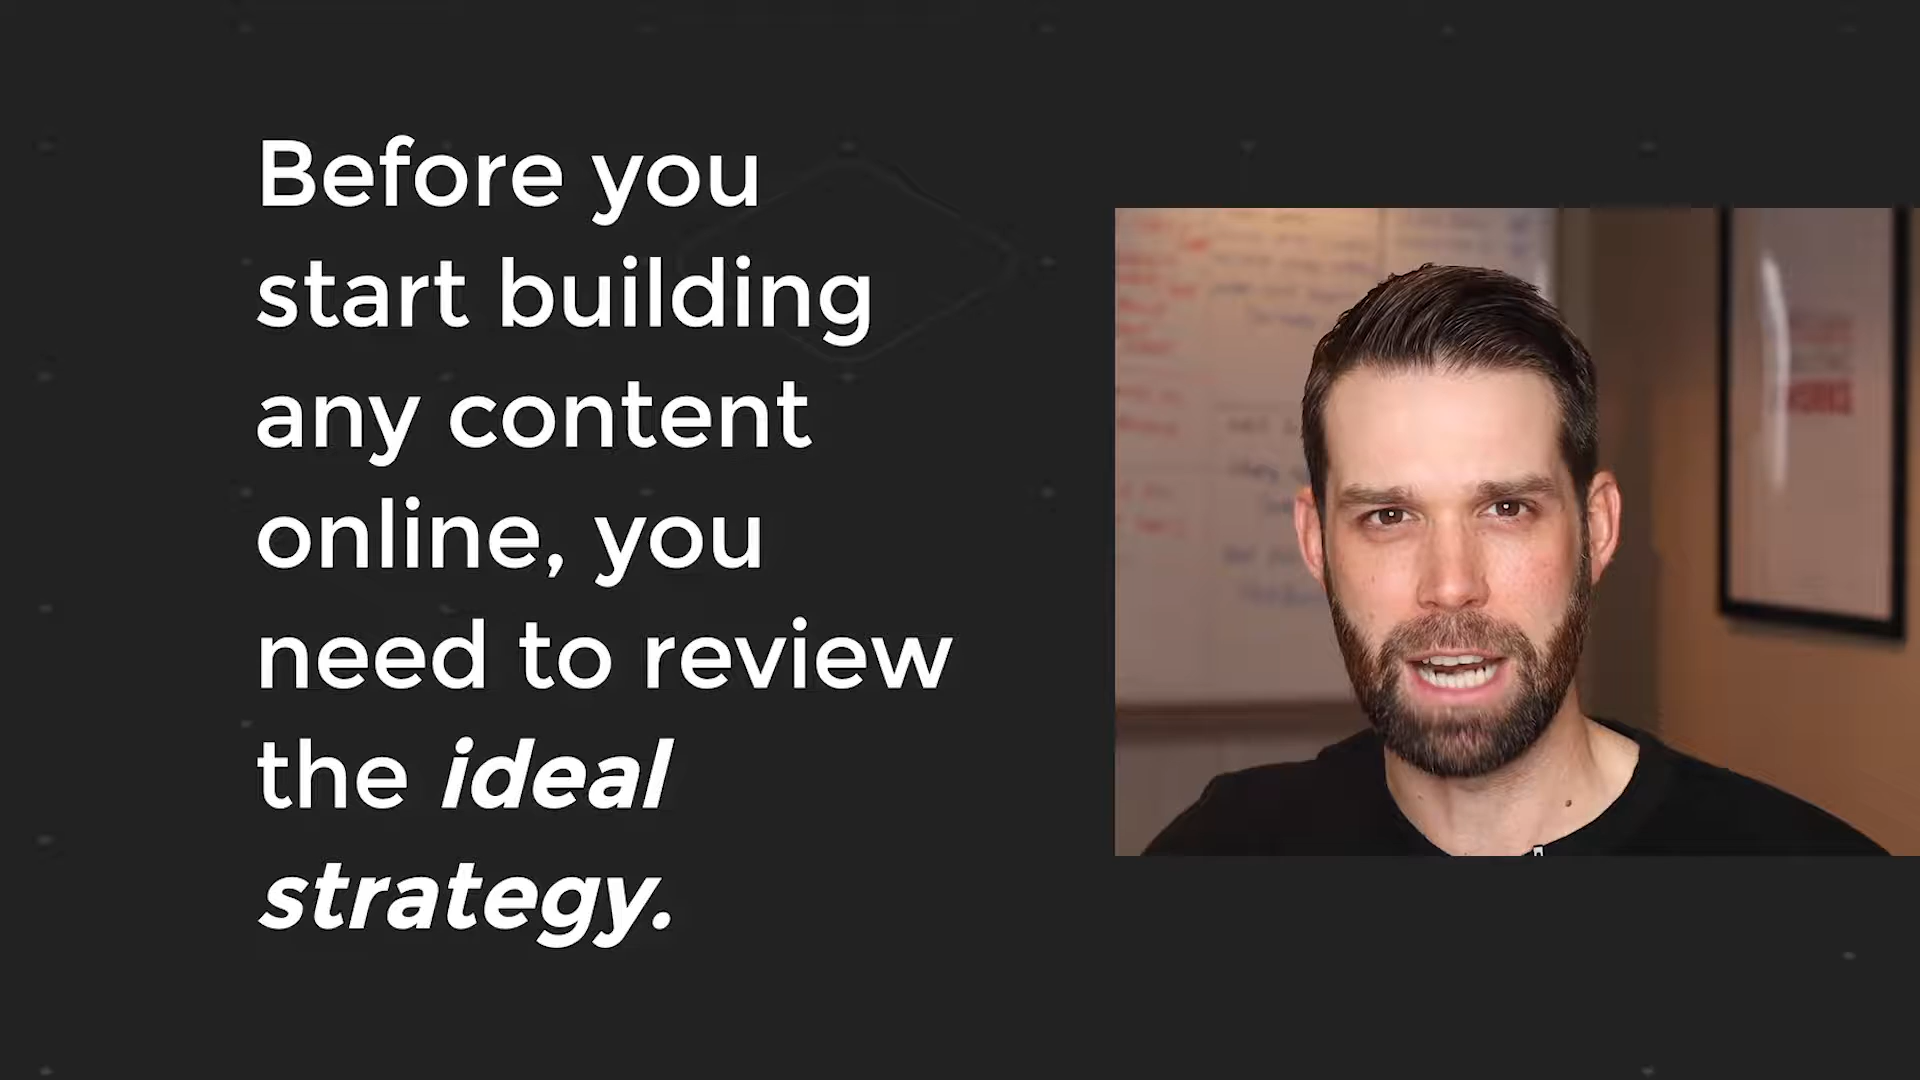 Before you
start building
any content
online, you
need to review
the ideal
strategy.